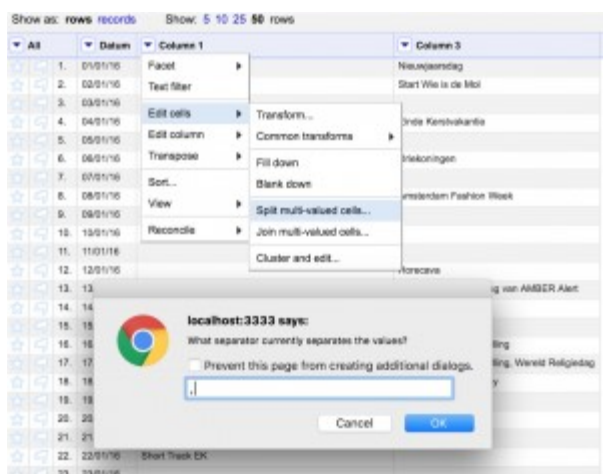 Show as: rows records Show: 5 10 25 50 rows
All Datum Column 1 Column 3
1. 01/01/16 Facet Nieuwjaarsdag
2. 02/01/16 Text filter Start Wie is de Mol
3. 03/01/16
Edit cells Transform...
4. 04/01/16 Einde Kerstvakantie
5. 05/01/16 Edit column Common transforms
6. 06/01/16 Transpose Fill down Driekoningen
7. 07/01/16 Sort... Blank down
8. 08/01/16 View Amsterdam Fashion Week
9. 09/01/16 Split multi-valued cells...
10. 10/01/16 Reconcile Join multi-valued cells...
11. 11/01/16 Cluster and edit...
12. 12/01/16 Horecava
13. 13 ng van AMBER Alert
14. 14
localhost:3333 says:
15. 15
What separator currently separates the values?
16. 16 ling
Prevent this page from creating additional dialogs.
17. 17 ling, Wereld Religiedag
18. 18 y
,
19. 19
20. 20 Cancel OK
21. 21
22. 22/01/16 Short Track EK
23. 23/01/16